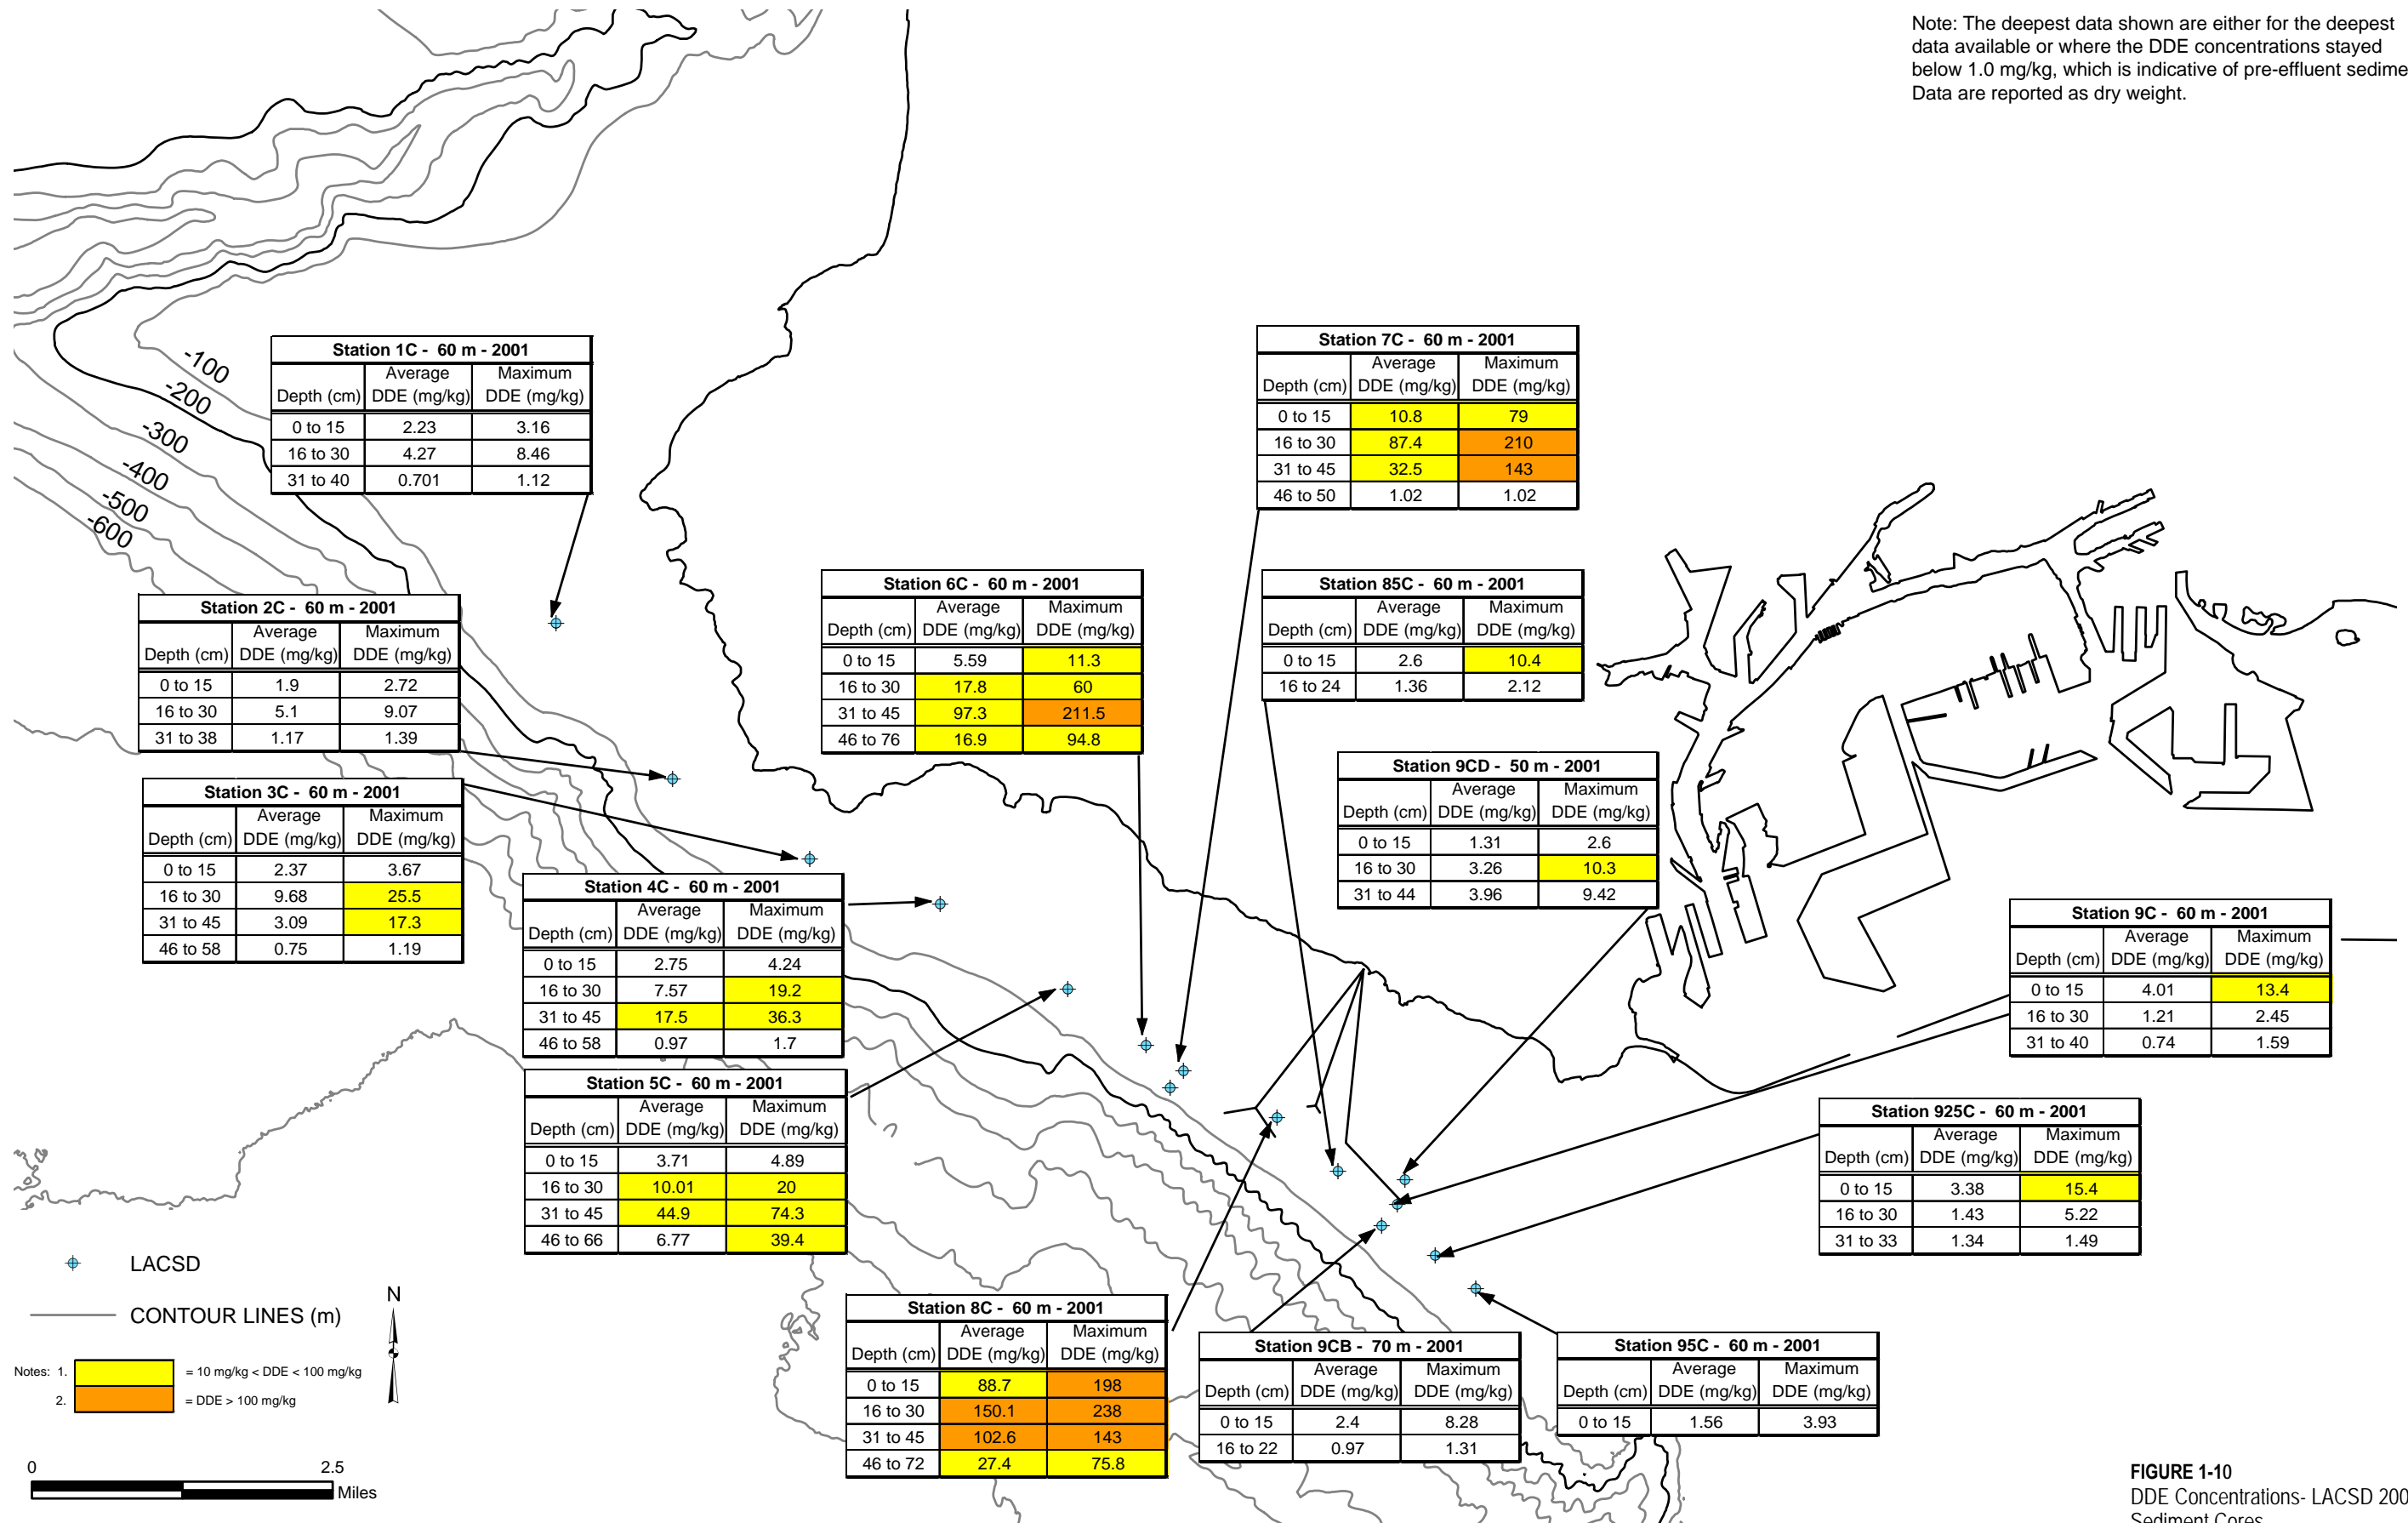 Note: The deepest data shown are either for the deepest
data available or where the DDE concentrations stayed
below 1.0 mg/kg, which is indicative of pre-effluent sedime
Data are reported as dry weight.
-100
-200
-300
-400
-500
-600
Station 1C - 60 m - 2001
Depth (cm) Average DDE (mg/kg) Maximum DDE (mg/kg)
0 to 15 2.23 3.16
16 to 30 4.27 8.46
31 to 40 0.701 1.12
Station 7C - 60 m - 2001
Depth (cm) Average DDE (mg/kg) Maximum DDE (mg/kg)
0 to 15 10.8 79
16 to 30 87.4 210
31 to 45 32.5 143
46 to 50 1.02 1.02
Station 2C - 60 m - 2001
Depth (cm) Average DDE (mg/kg) Maximum DDE (mg/kg)
0 to 15 1.9 2.72
16 to 30 5.1 9.07
31 to 38 1.17 1.39
Station 6C - 60 m - 2001
Depth (cm) Average DDE (mg/kg) Maximum DDE (mg/kg)
0 to 15 5.59 11.3
16 to 30 17.8 60
31 to 45 97.3 211.5
46 to 76 16.9 94.8
Station 85C - 60 m - 2001
Depth (cm) Average DDE (mg/kg) Maximum DDE (mg/kg)
0 to 15 2.6 10.4
16 to 24 1.36 2.12
Station 3C - 60 m - 2001
Depth (cm) Average DDE (mg/kg) Maximum DDE (mg/kg)
0 to 15 2.37 3.67
16 to 30 9.68 25.5
31 to 45 3.09 17.3
46 to 58 0.75 1.19
Station 9CD - 50 m - 2001
Depth (cm) Average DDE (mg/kg) Maximum DDE (mg/kg)
0 to 15 1.31 2.6
16 to 30 3.26 10.3
31 to 44 3.96 9.42
Station 4C - 60 m - 2001
Depth (cm) Average DDE (mg/kg) Maximum DDE (mg/kg)
0 to 15 2.75 4.24
16 to 30 7.57 19.2
31 to 45 17.5 36.3
46 to 58 0.97 1.7
Station 9C - 60 m - 2001
Depth (cm) Average DDE (mg/kg) Maximum DDE (mg/kg)
0 to 15 4.01 13.4
16 to 30 1.21 2.45
31 to 40 0.74 1.59
Station 5C - 60 m - 2001
Depth (cm) Average DDE (mg/kg) Maximum DDE (mg/kg)
0 to 15 3.71 4.89
16 to 30 10.01 20
31 to 45 44.9 74.3
46 to 66 6.77 39.4
Station 925C - 60 m - 2001
Depth (cm) Average DDE (mg/kg) Maximum DDE (mg/kg)
0 to 15 3.38 15.4
16 to 30 1.43 5.22
31 to 33 1.34 1.49
Station 8C - 60 m - 2001
Depth (cm) Average DDE (mg/kg) Maximum DDE (mg/kg)
0 to 15 88.7 198
16 to 30 150.1 238
31 to 45 102.6 143
46 to 72 27.4 75.8
Station 9CB - 70 m - 2001
Depth (cm) Average DDE (mg/kg) Maximum DDE (mg/kg)
0 to 15 2.4 8.28
16 to 22 0.97 1.31
Station 95C - 60 m - 2001
Depth (cm) Average DDE (mg/kg) Maximum DDE (mg/kg)
0 to 15 1.56 3.93
LACSD
CONTOUR LINES (m)
N
Notes: 1. = 10 mg/kg < DDE < 100 mg/kg
2. = DDE > 100 mg/kg
0 2.5
Miles
FIGURE 1-10
DDE Concentrations- LACSD 200
Sediment Cores